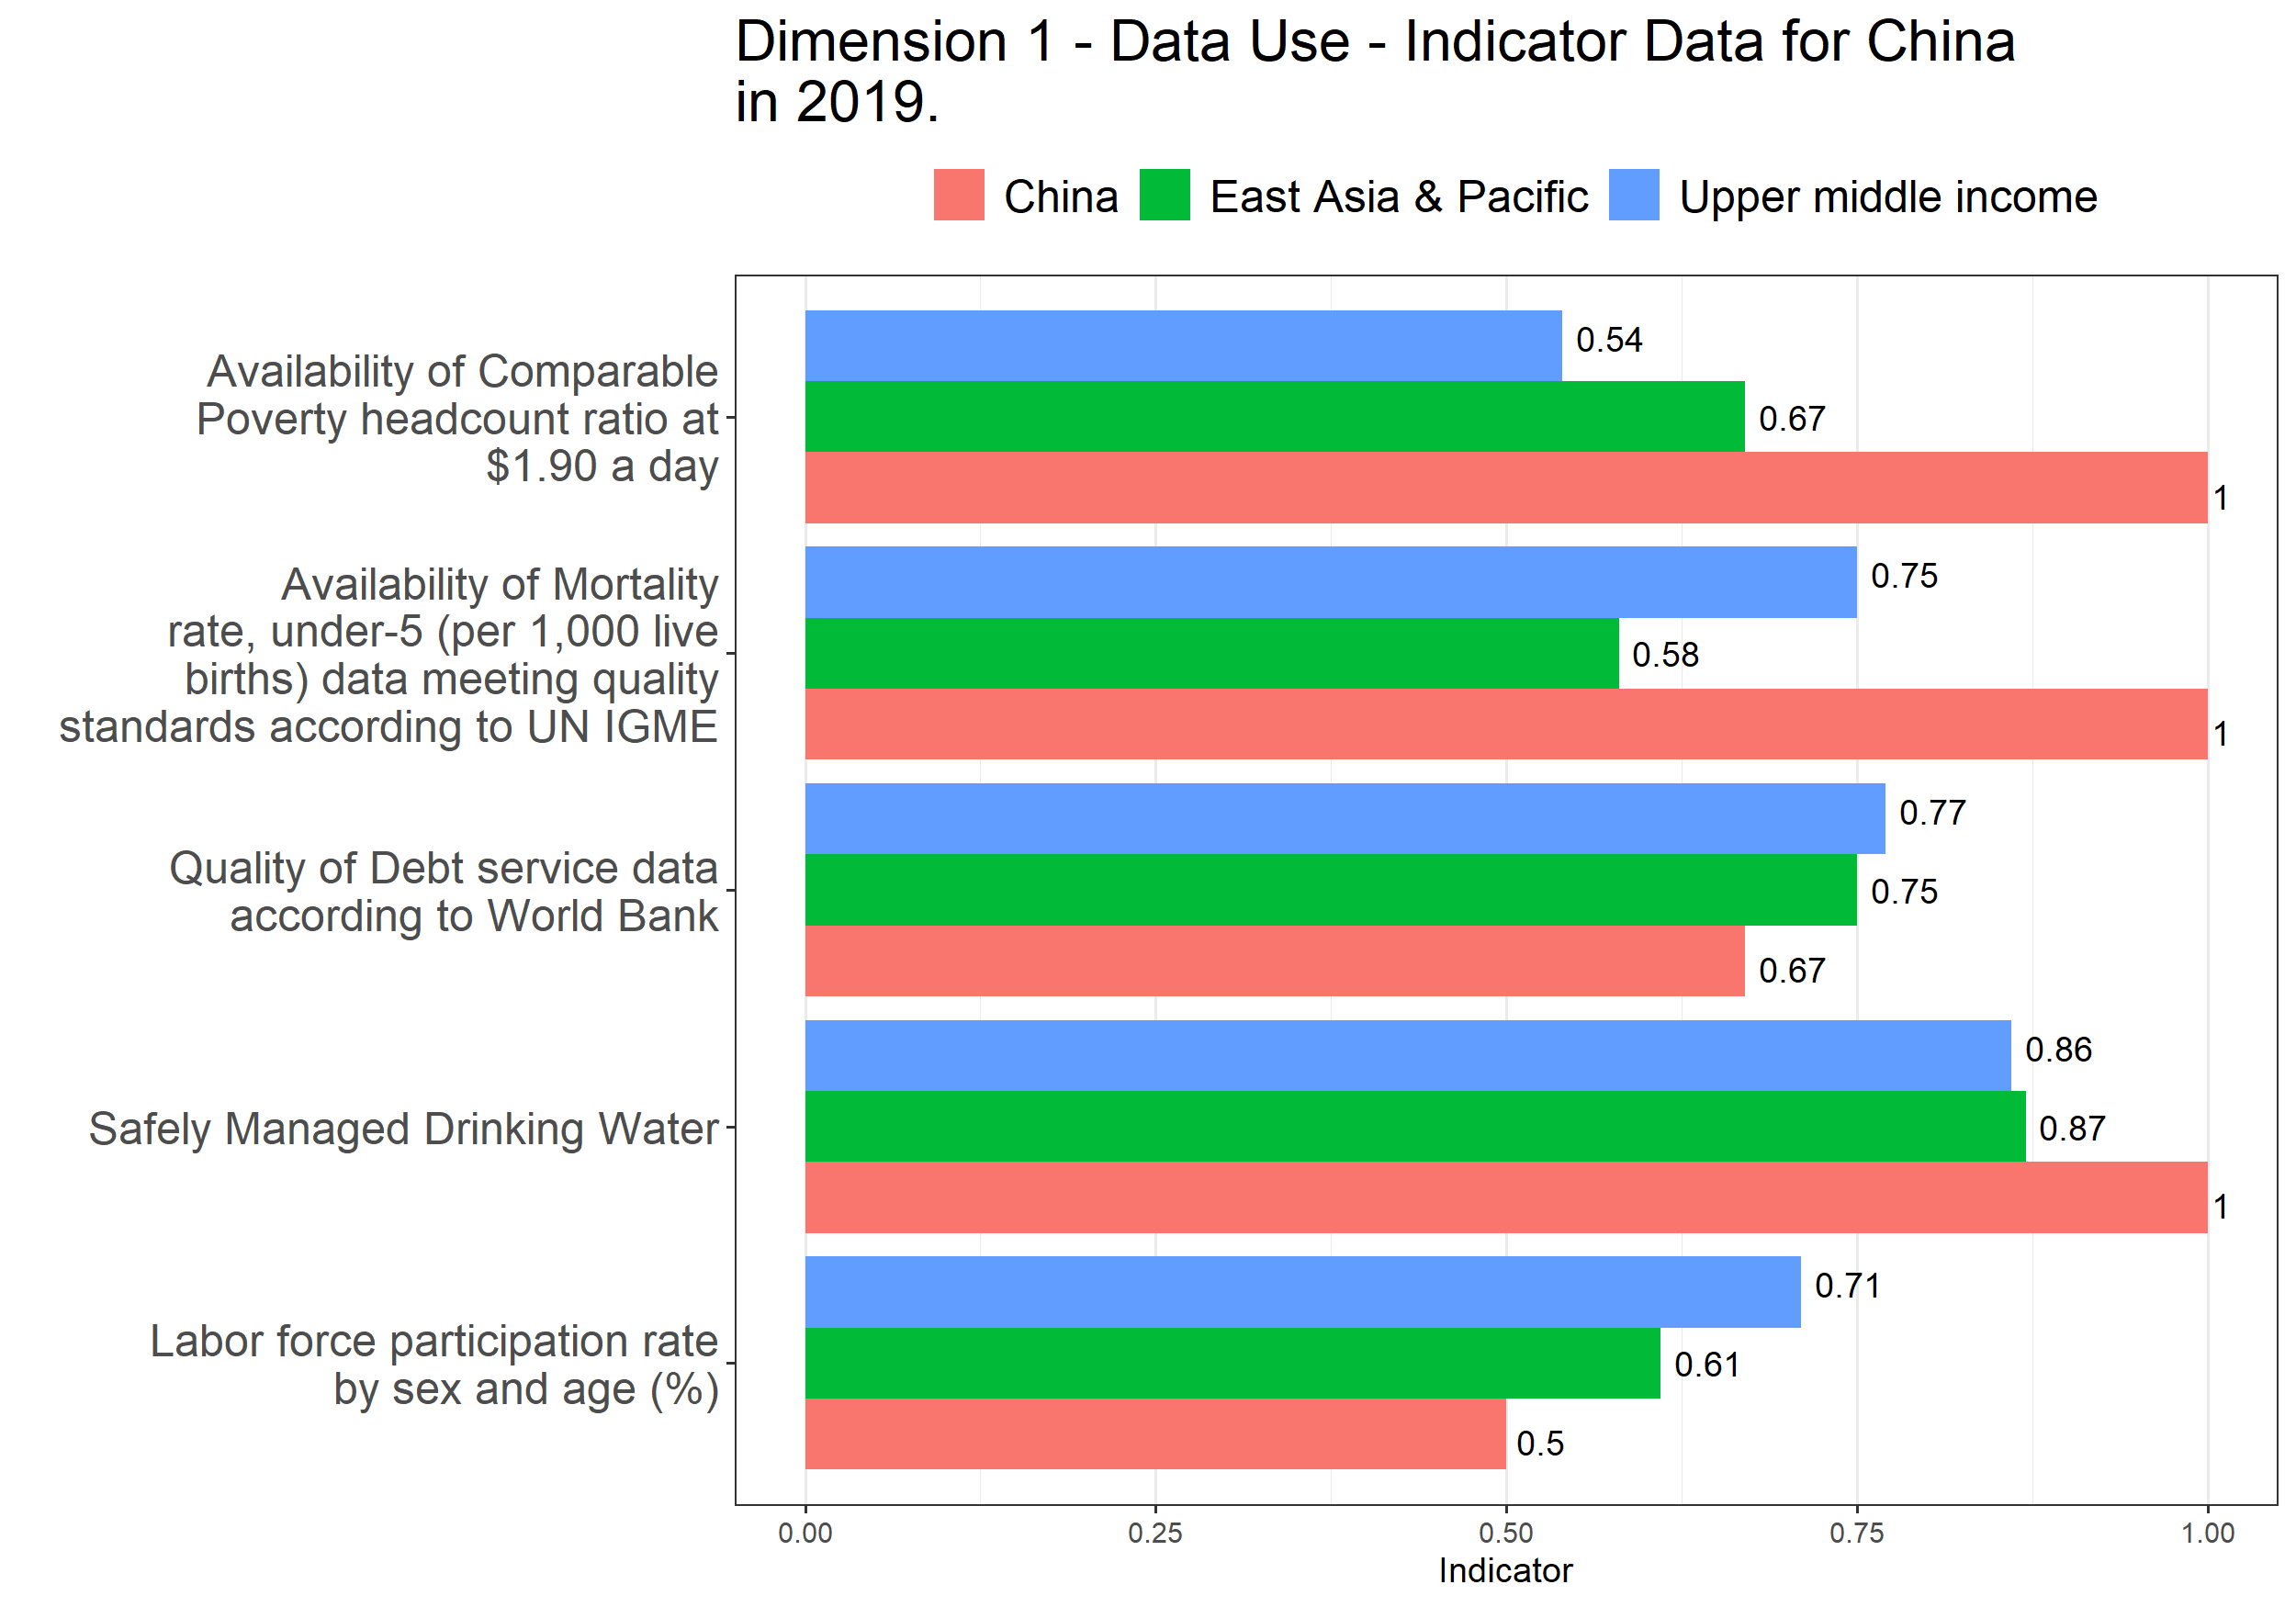 Dimension 1 - Data Use - Indicator Data for China
in 2019.
China East Asia & Pacific Upper middle income
Availability of Comparable
Poverty headcount ratio at
$1.90 a day
0.54
0.67
1
Availability of Mortality
rate, under-5 (per 1,000 live
births) data meeting quality
standards according to UN IGME
0.75
0.58
1
Quality of Debt service data
according to World Bank
0.77
0.75
0.67
Safely Managed Drinking Water
0.86
0.87
1
Labor force participation rate
by sex and age (%)
0.71
0.61
0.5
0.00 0.25 0.50 0.75 1.00
Indicator